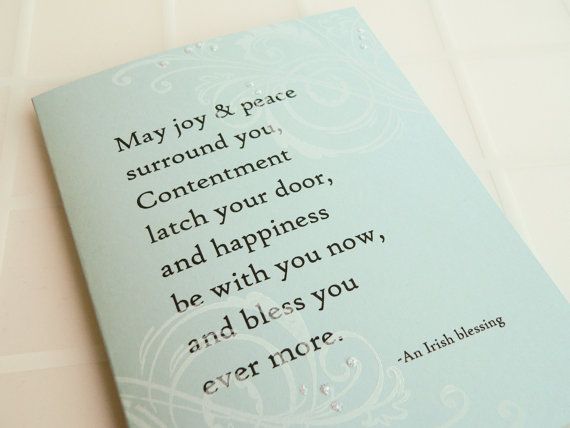 May joy & peace
surround you,
Contentment
latch your door,
and happiness
be with you now,
and bless you
ever more.
-An Irish blessing